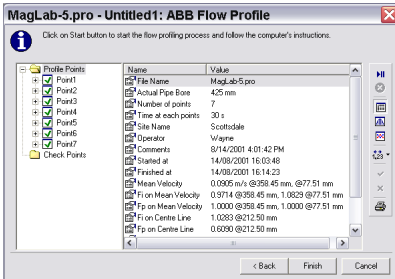 MagLab-5.pro - Untitled1: ABB Flow Profile
Click on Start button to start the flow profiling process and follow the computer's instructions.
Profile Points
Point1
Point2
Point3
Point4
Point5
Point6
Point7
Check Points
Name Value
File Name MagLab-5.pro
Actual Pipe Bore 425 mm
Number of points 7
Time at each points 30 s
Site Name Scottsdale
Operator Wayne
Comments 8/14/2001 4:01:42 PM
Started at 14/08/2001 16:03:48
Finished at 14/08/2001 16:14:23
Mean Velocity 0.0905 m/s @358.45 mm, @77.51 mm
Fi on Mean Velocity 0.9714 @358.45 mm, 1.0829 @77.51 mm
Fp on Mean Velocity 1.0000 @358.45 mm, 1.0000 @77.51 mm
Fi on Centre Line 1.0283 @212.50 mm
Fp on Centre Line 0.6090 @212.50 mm
< Back Finish Cancel